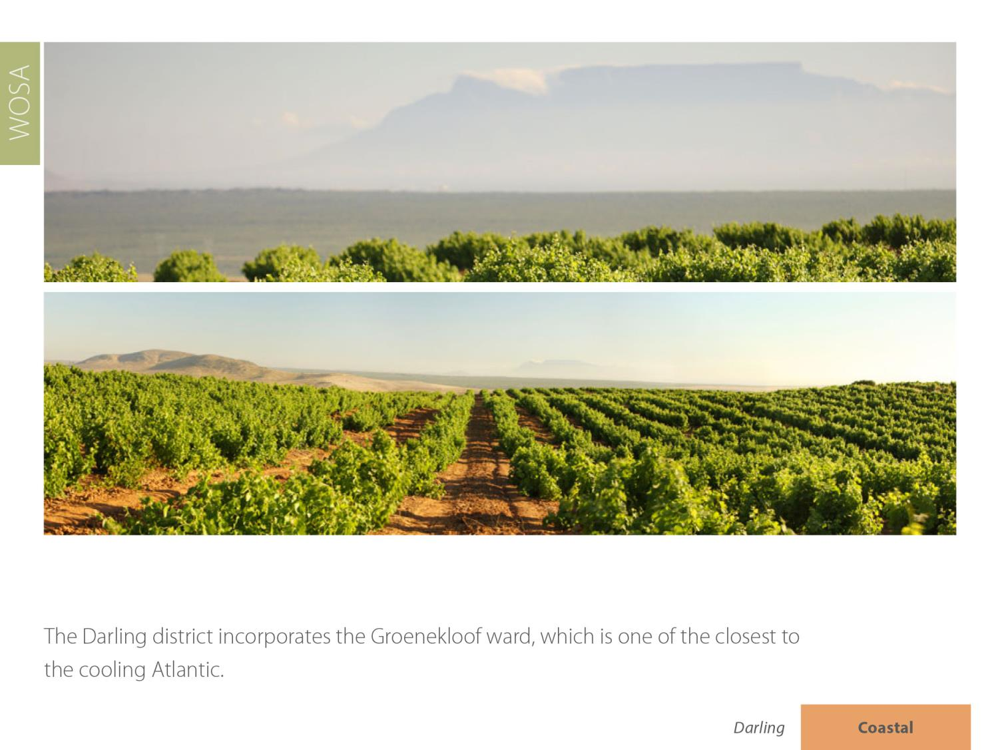 WOSA
The Darling district incorporates the Groenekloof ward, which is one of the closest to
the cooling Atlantic.
Darling
Coastal